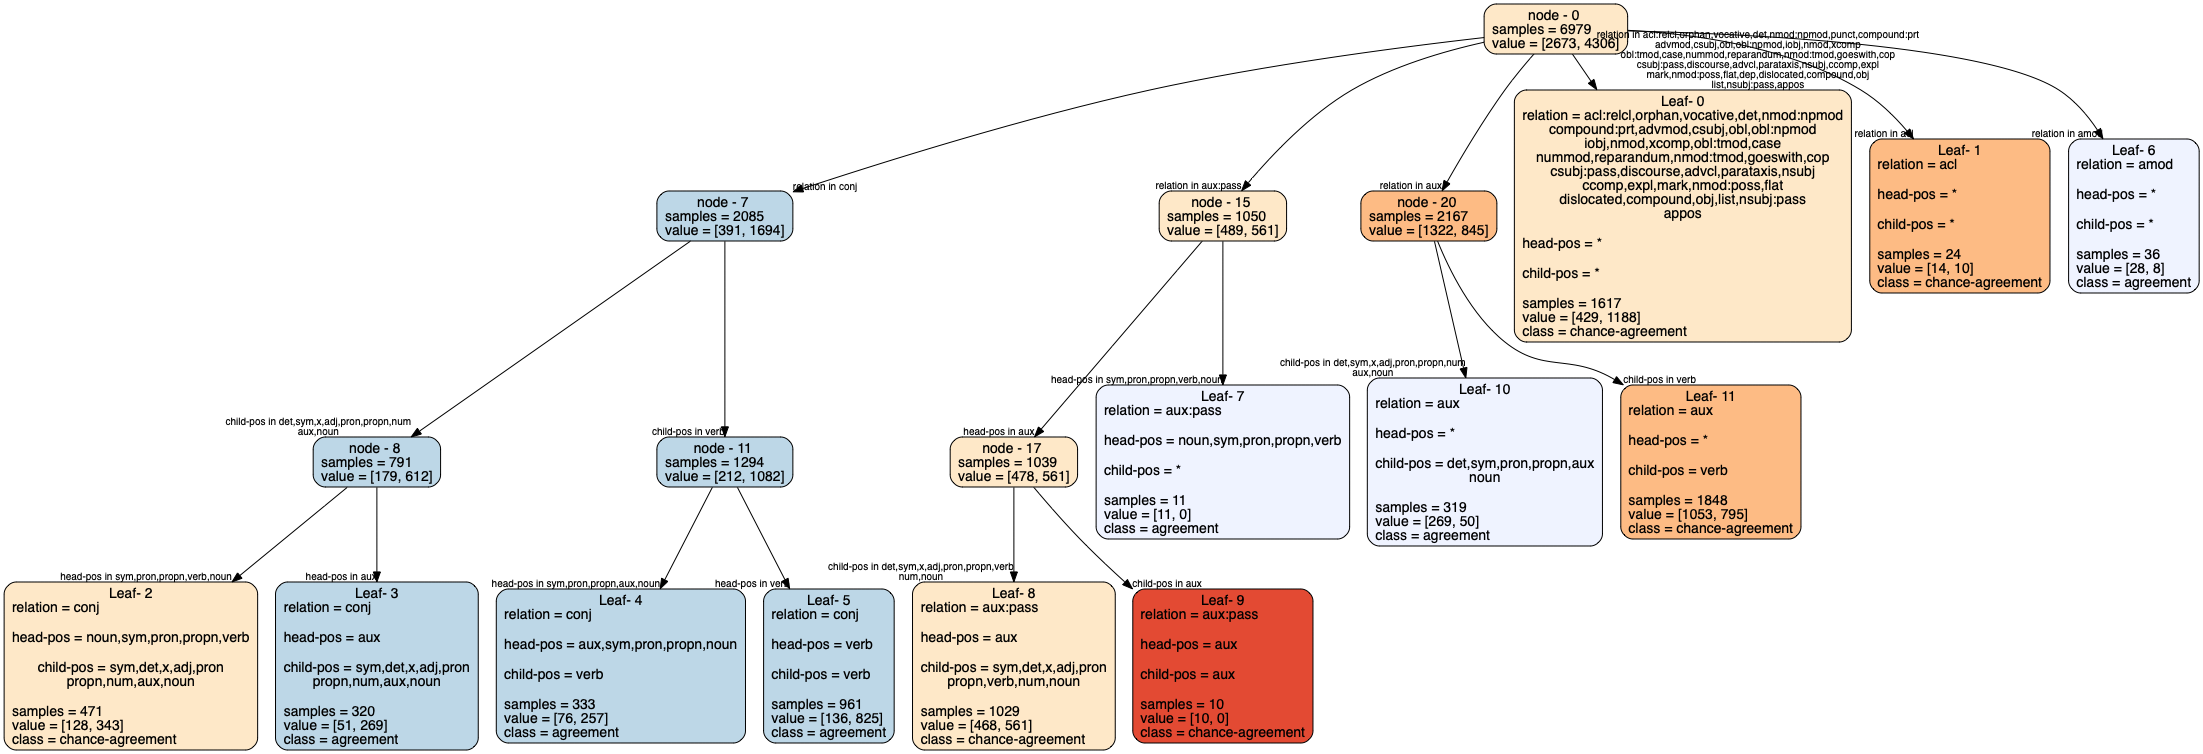 node - 0
samples = 6979
value = [2673, 4306]
relation in acl:relcl,orphan,vocative,det,nmod:npmod,punct,compound:prt
advmod,csubj,obl,obl:npmod,iobj,nmod,xcomp
obl:tmod,case,nummod,reparandum,nmod:tmod,goeswith,cop
csubj:pass,discourse,advcl,parataxis,nsubj,ccomp,expl
mark,nmod:poss,flat,dep,dislocated,compound,obj
list,nsubj:pass,appos
Leaf- 0
relation = acl:relcl,orphan,vocative,det,nmod:npmod
compound:prt,advmod,csubj,obl,obl:npmod
iobj,nmod,xcomp,obl:tmod,case
nummod,reparandum,nmod:tmod,goeswith,cop
csubj:pass,discourse,advcl,parataxis,nsubj
ccomp,expl,mark,nmod:poss,flat
dislocated,compound,obj,list,nsubj:pass
appos
head-pos = *
child-pos = *
samples = 1617
value = [429, 1188]
class = chance-agreement
relation in acl
Leaf- 1
relation = acl
head-pos = *
child-pos = *
samples = 24
value = [14, 10]
class = chance-agreement
relation in amod
Leaf- 6
relation = amod
head-pos = *
child-pos = *
samples = 36
value = [28, 8]
class = agreement
relation in conj
node - 7
samples = 2085
value = [391, 1694]
relation in aux:pass
node - 15
samples = 1050
value = [489, 561]
relation in aux
node - 20
samples = 2167
value = [1322, 845]
child-pos in det,sym,x,adj,pron,propn,num
aux,noun
node - 8
samples = 791
value = [179, 612]
child-pos in verb
node - 11
samples = 1294
value = [212, 1082]
head-pos in aux
node - 17
samples = 1039
value = [478, 561]
head-pos in sym,pron,propn,verb,noun
Leaf- 7
relation = aux:pass
head-pos = noun,sym,pron,propn,verb
child-pos = *
samples = 11
value = [11, 0]
class = agreement
child-pos in det,sym,x,adj,pron,propn,num
aux,noun
Leaf- 10
relation = aux
head-pos = *
child-pos = det,sym,pron,propn,aux
noun
samples = 319
value = [269, 50]
class = agreement
child-pos in verb
Leaf- 11
relation = aux
head-pos = *
child-pos = verb
samples = 1848
value = [1053, 795]
class = chance-agreement
head-pos in sym,pron,propn,verb,noun
Leaf- 2
relation = conj
head-pos = noun,sym,pron,propn,verb
child-pos = sym,det,x,adj,pron
propn,num,aux,noun
samples = 471
value = [128, 343]
class = chance-agreement
head-pos in aux
Leaf- 3
relation = conj
head-pos = aux
child-pos = sym,det,x,adj,pron
propn,num,aux,noun
samples = 320
value = [51, 269]
class = agreement
head-pos in sym,pron,propn,aux,noun
Leaf- 4
relation = conj
head-pos = aux,sym,pron,propn,noun
child-pos = verb
samples = 333
value = [76, 257]
class = agreement
head-pos in verb
Leaf- 5
relation = conj
head-pos = verb
child-pos = verb
samples = 961
value = [136, 825]
class = agreement
child-pos in det,sym,x,adj,pron,propn,verb
num,noun
Leaf- 8
relation = aux:pass
head-pos = aux
child-pos = sym,det,x,adj,pron
propn,verb,num,noun
samples = 1029
value = [468, 561]
class = chance-agreement
child-pos in aux
Leaf- 9
relation = aux:pass
head-pos = aux
child-pos = aux
samples = 10
value = [10, 0]
class = chance-agreement